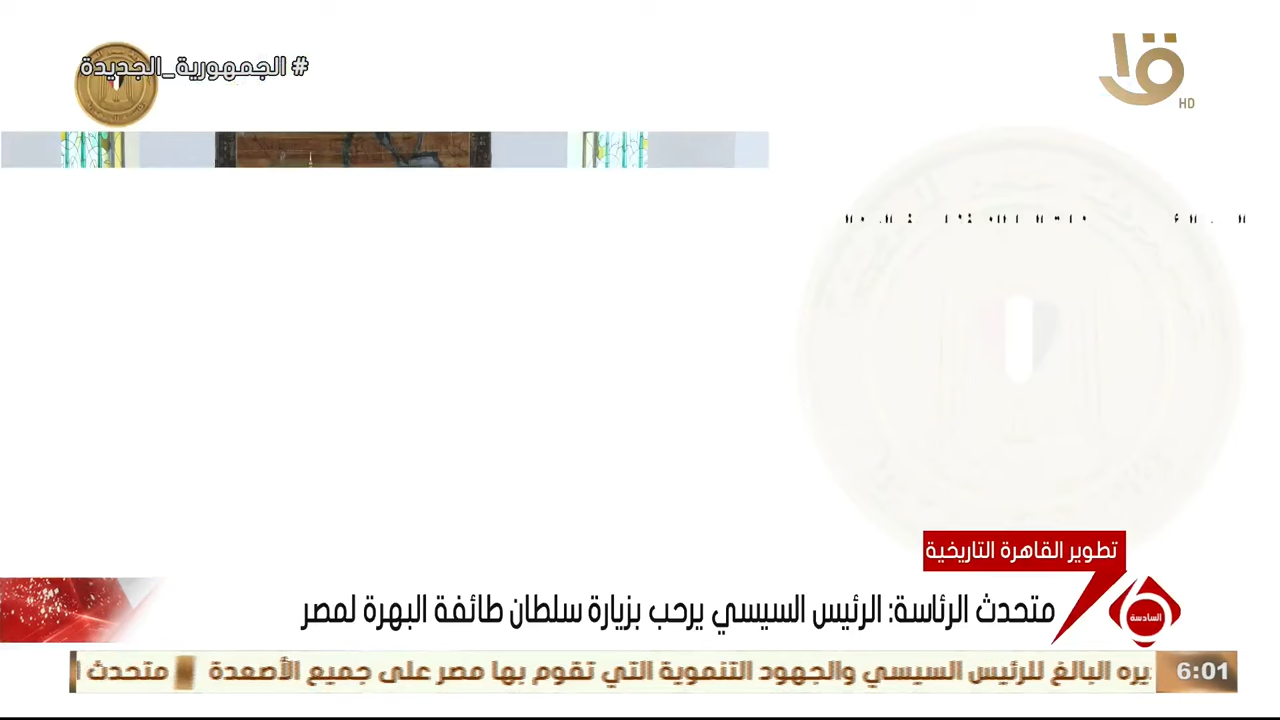 # الجمهورية_الجديدة
HD
تطوير القاهرة التاريخية
متحدث الرئاسة: الرئيس السيسي يرحب بزيارة سلطان طائفة البهرة لمصر
السادسة
البالغ للرئيس السيسي والجهود التنموية التي تقوم بها مصر على جميع الأصعدة
متحدث
6:01